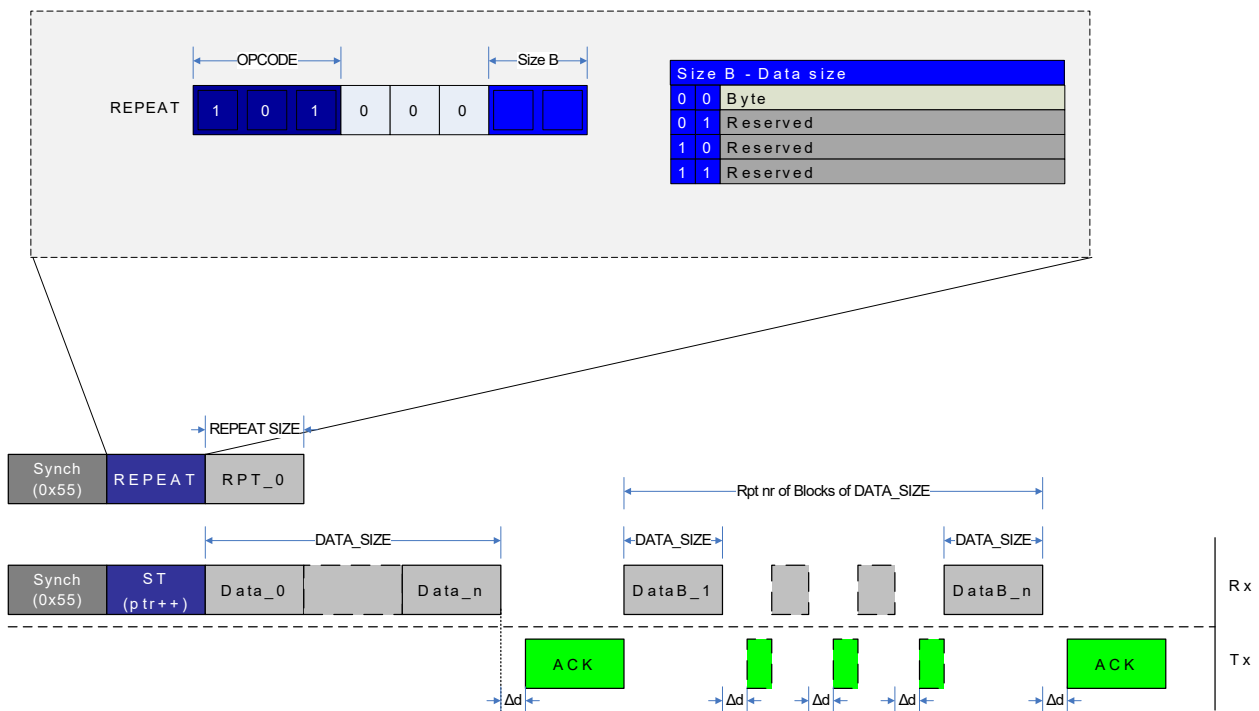 OPCODE
Size B
REPEAT
1 0 1 0 0 0
Size B - Data size
0 0 Byte
0 1 Reserved
1 0 Reserved
1 1 Reserved
REPEAT SIZE
Synch
(0x55)
REPEAT
RPT_0
Rpt nr of Blocks of DATA_SIZE
DATA_SIZE
DATA_SIZE
DATA_SIZE
Synch
(0x55)
ST
(ptr++)
Data_0
Data_n
DataB_1
DataB_n
Rx
ACK
ACK
Tx
Δd
Δd
Δd
Δd
Δd